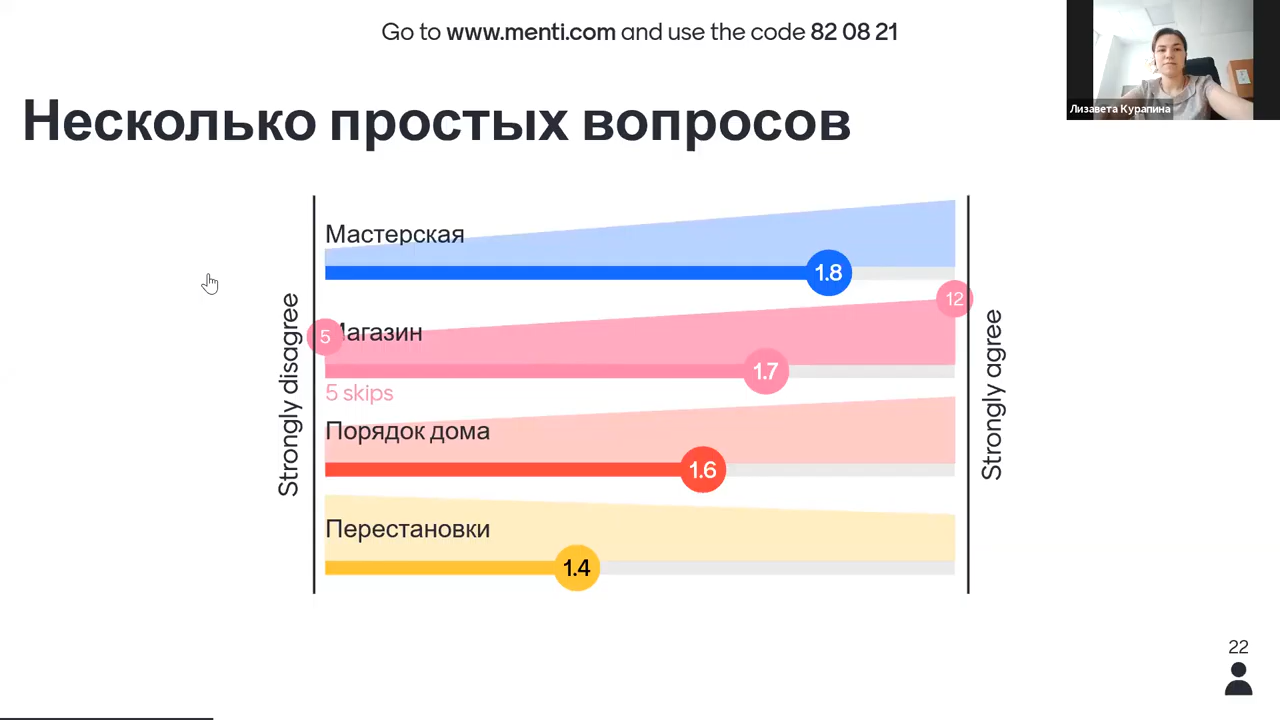 Go to www.menti.com and use the code 82 08 21
Лизавета Курапина
Несколько простых вопросов
Strongly disagree
Мастерская
1.8
12
5
Магазин
1.7
5 skips
Порядок дома
1.6
Перестановки
1.4
Strongly agree
22